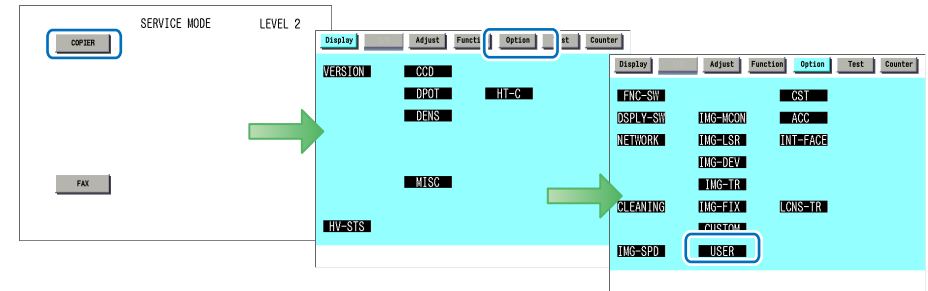 SERVICE MODE LEVEL 2
COPIER
FAX
Display Adjust Functi Option st Counter
VERSION CCD
DPOT HT-C
DENS
MISC
HV-STS
Display Adjust Function Option Test Counter
FNC-SW CST
DSPLY-SW IMG-MCON ACC
NETWORK IMG-LSR INT-FACE
IMG-DEV
IMG-TR
CLEANING IMG-FIX LCNS-TR
CUSTOM
IMG-SPD USER